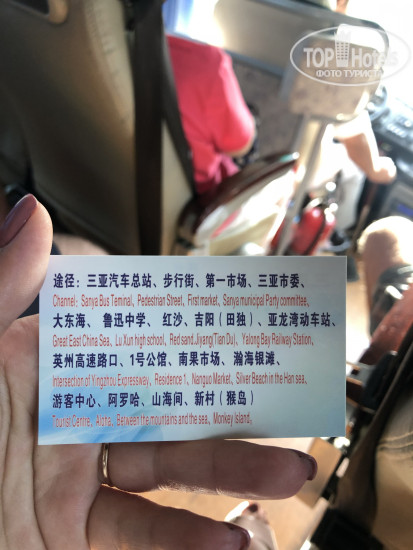 TOPHotels
ФОТО ТУРИСТА
途径：三亚汽车总站、步行街、第一市场、三亚市委、
Channel: Sanya Bus Teminal, Pedestrian Street, First market, Sanya municipal Party committee,
大东海、 鲁迅中学、 红沙、吉阳（田独）、亚龙湾动车站、
Great East China Sea, Lu Xun high school, Red sand, Jiyang(Tian Du), Yalong Bay Railway Station,
英州高速路口、1号公馆、南果市场、 瀚海银滩、
Intersection of Yingzhou Expressway, Residence 1, Nanguo Market, Silver Beach in the Han sea,
游客中心、阿罗哈、山海间、新村（猴岛）
Tourist Centre, Aloha, Between the mountains and the sea, Monkey Island,